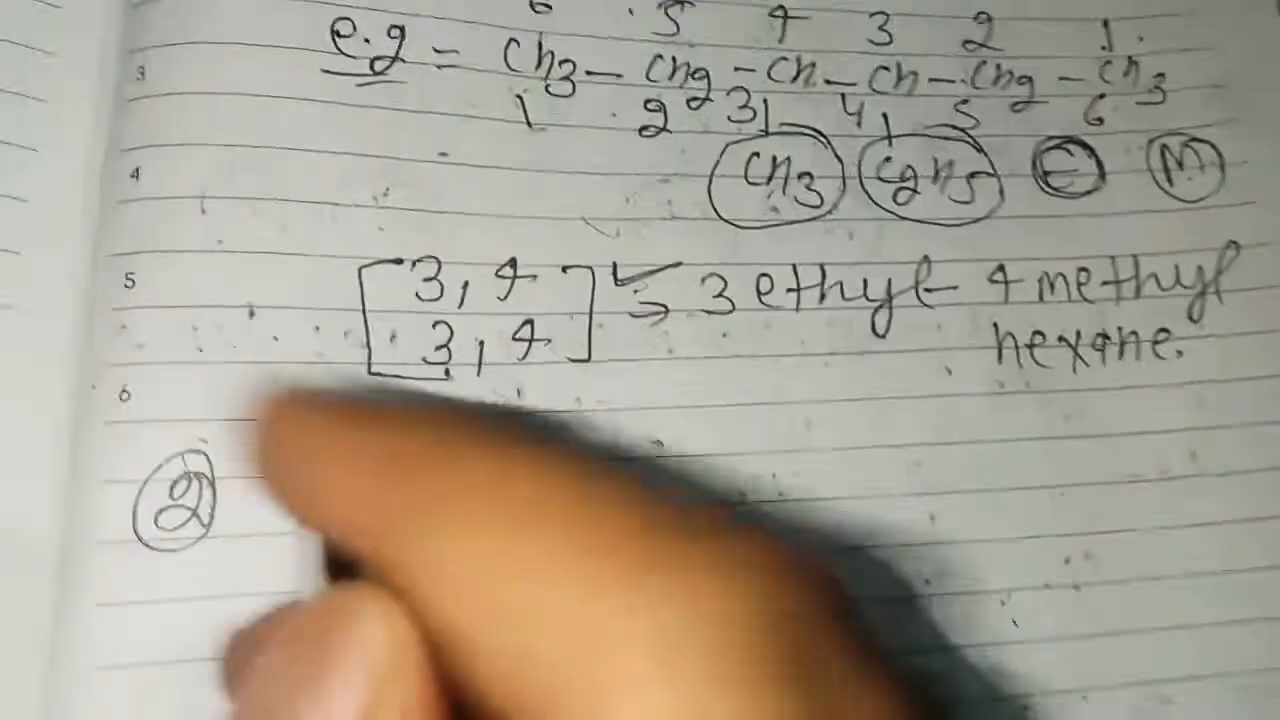 6 5 4 3 2 1.
e.g = CH3 - CH2 - CH - CH - CH2 - CH3
1 2 3 4 5 6
CH3 C2H5 E M
[3, 4
3, 4] → 3 ethyl - 4 methyl
hexane.
2
3
4
5
6